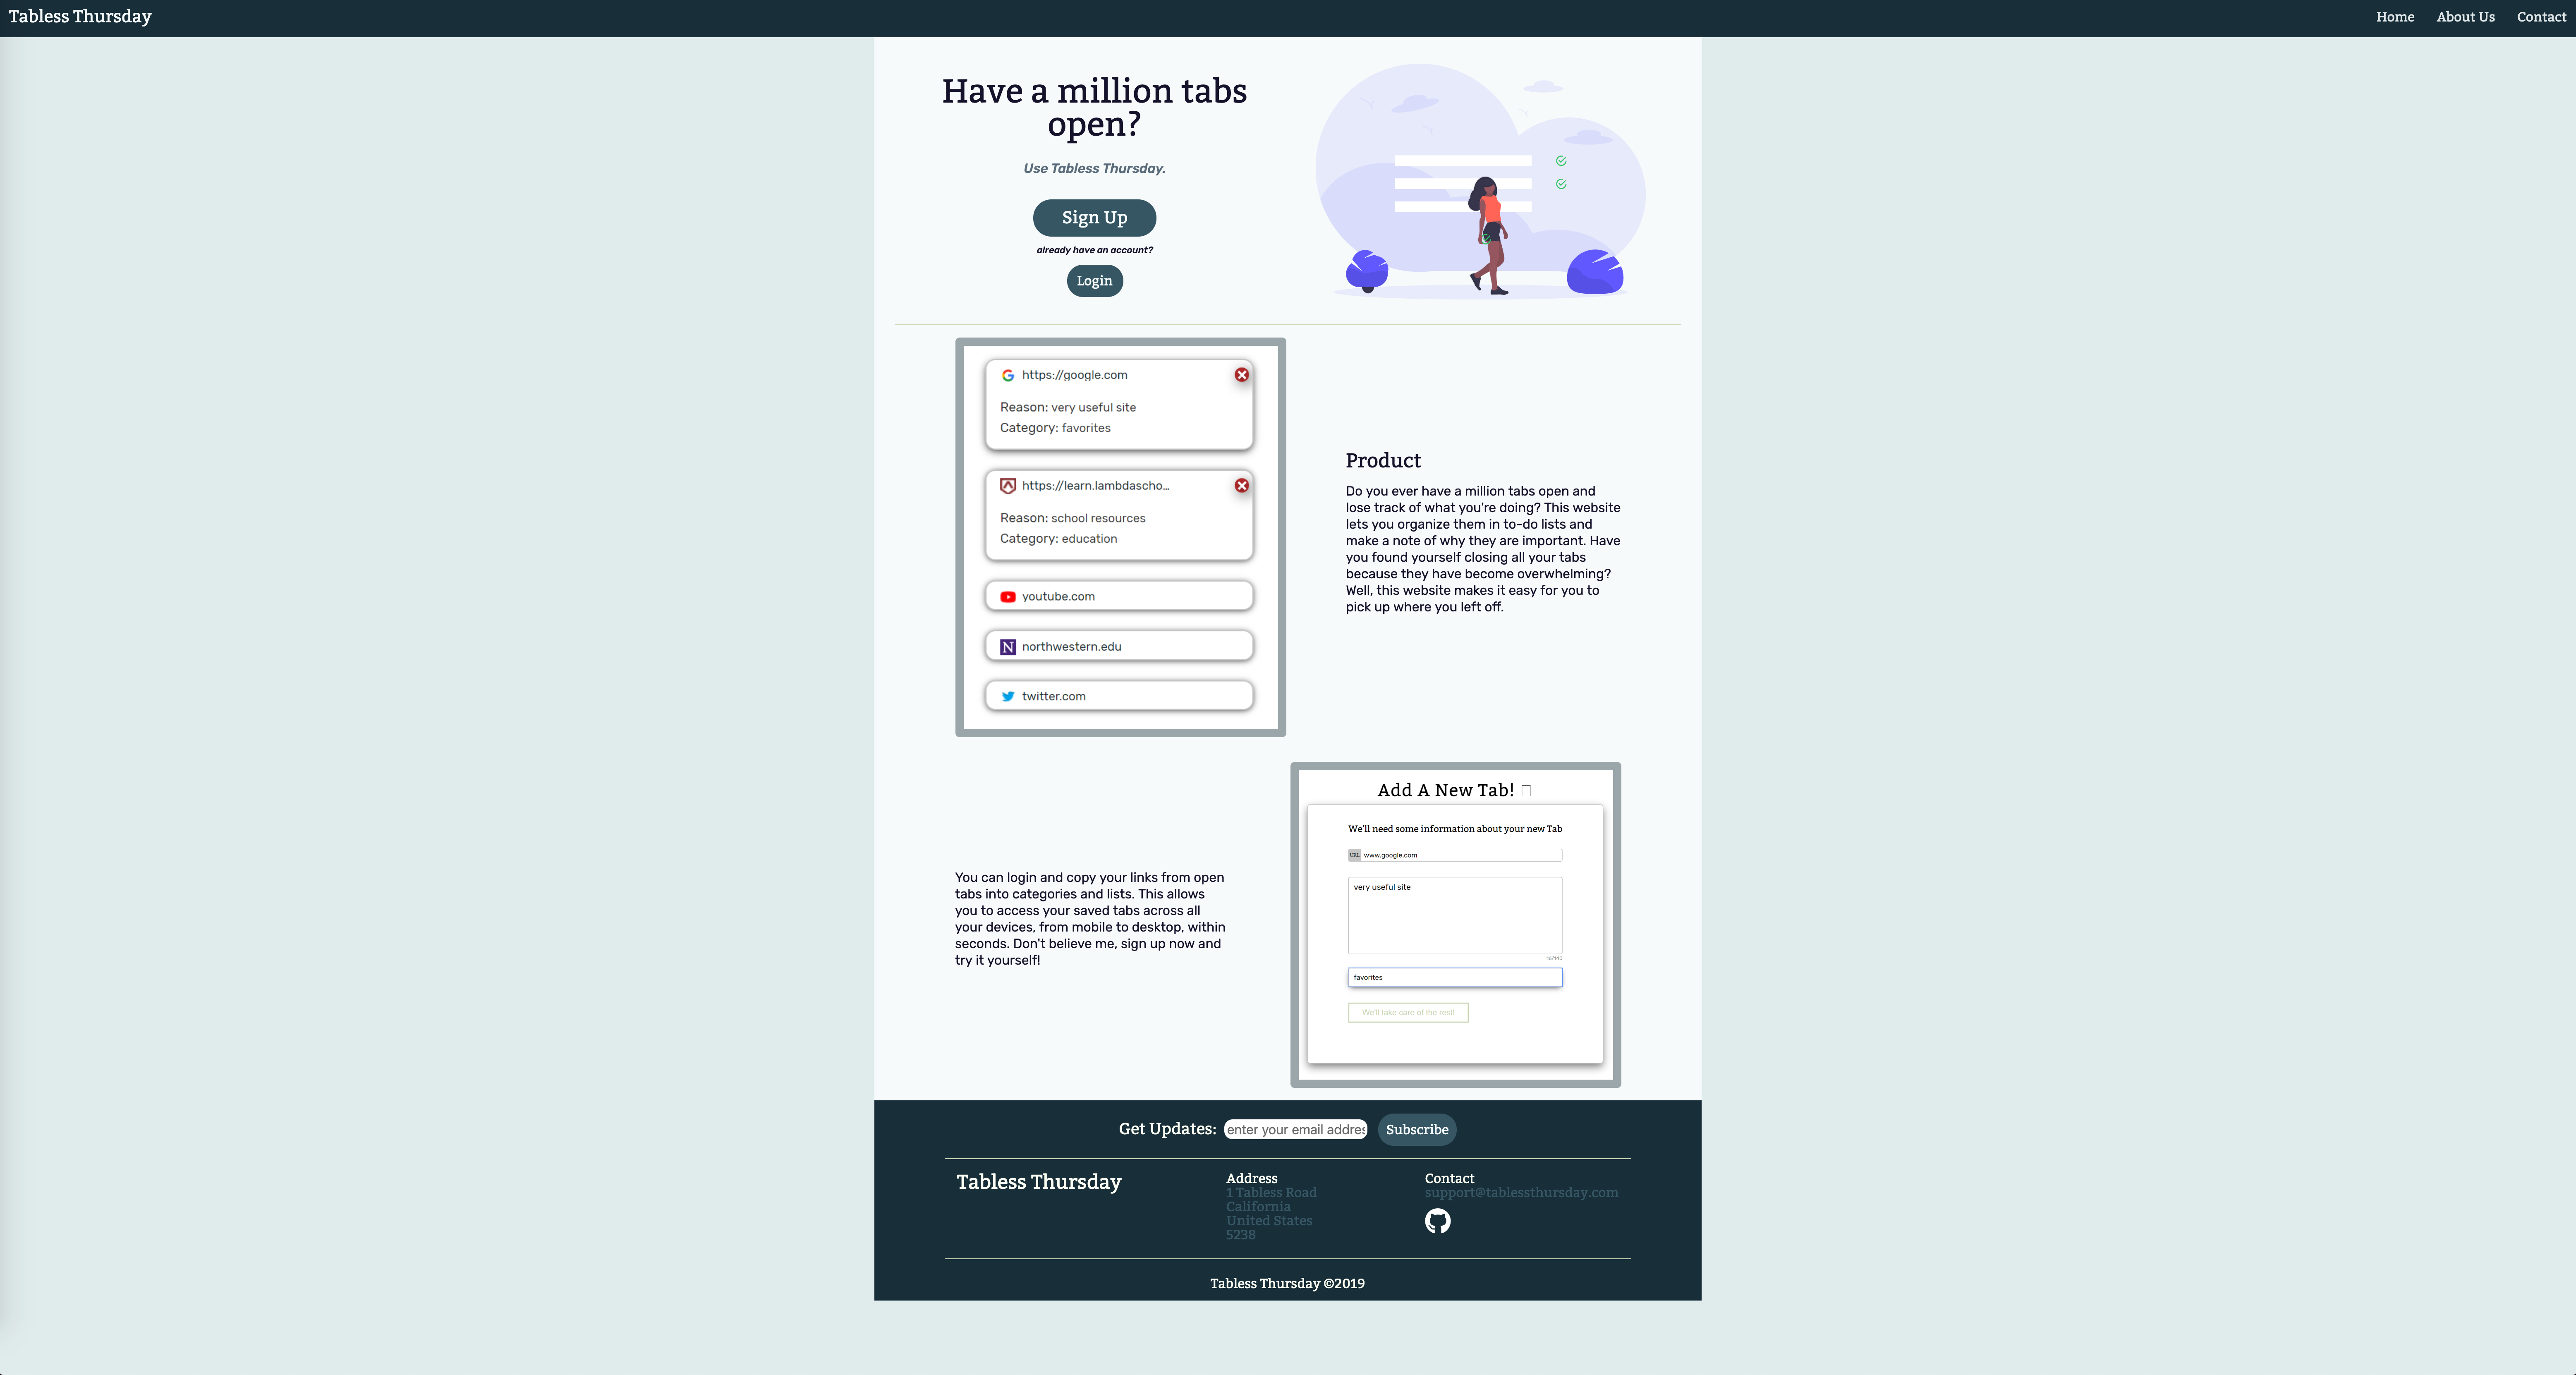 Tabless Thursday
Home
About Us
Contact
Have a million tabs
open?
Use Tabless Thursday.
Sign Up
already have an account?
Login
https://google.com
Reason: very useful site
Category: favorites
https://learn.lambdascho...
Reason: school resources
Category: education
youtube.com
northwestern.edu
twitter.com
Product
Do you ever have a million tabs open and
lose track of what you're doing? This website
lets you organize them in to-do lists and
make a note of why they are important. Have
you found yourself closing all your tabs
because they have become overwhelming?
Well, this website makes it easy for you to
pick up where you left off.
You can login and copy your links from open
tabs into categories and lists. This allows
you to access your saved tabs across all
your devices, from mobile to desktop, within
seconds. Don't believe me, sign up now and
try it yourself!
Add A New Tab!
We'll need some information about your new Tab
URL www.google.com
very useful site
16/140
favorites
We'll take care of the rest!
Get Updates:
enter your email addres
Subscribe
Tabless Thursday
Address
1 Tabless Road
California
United States
5238
Contact
support@tablessthursday.com
Tabless Thursday ©2019